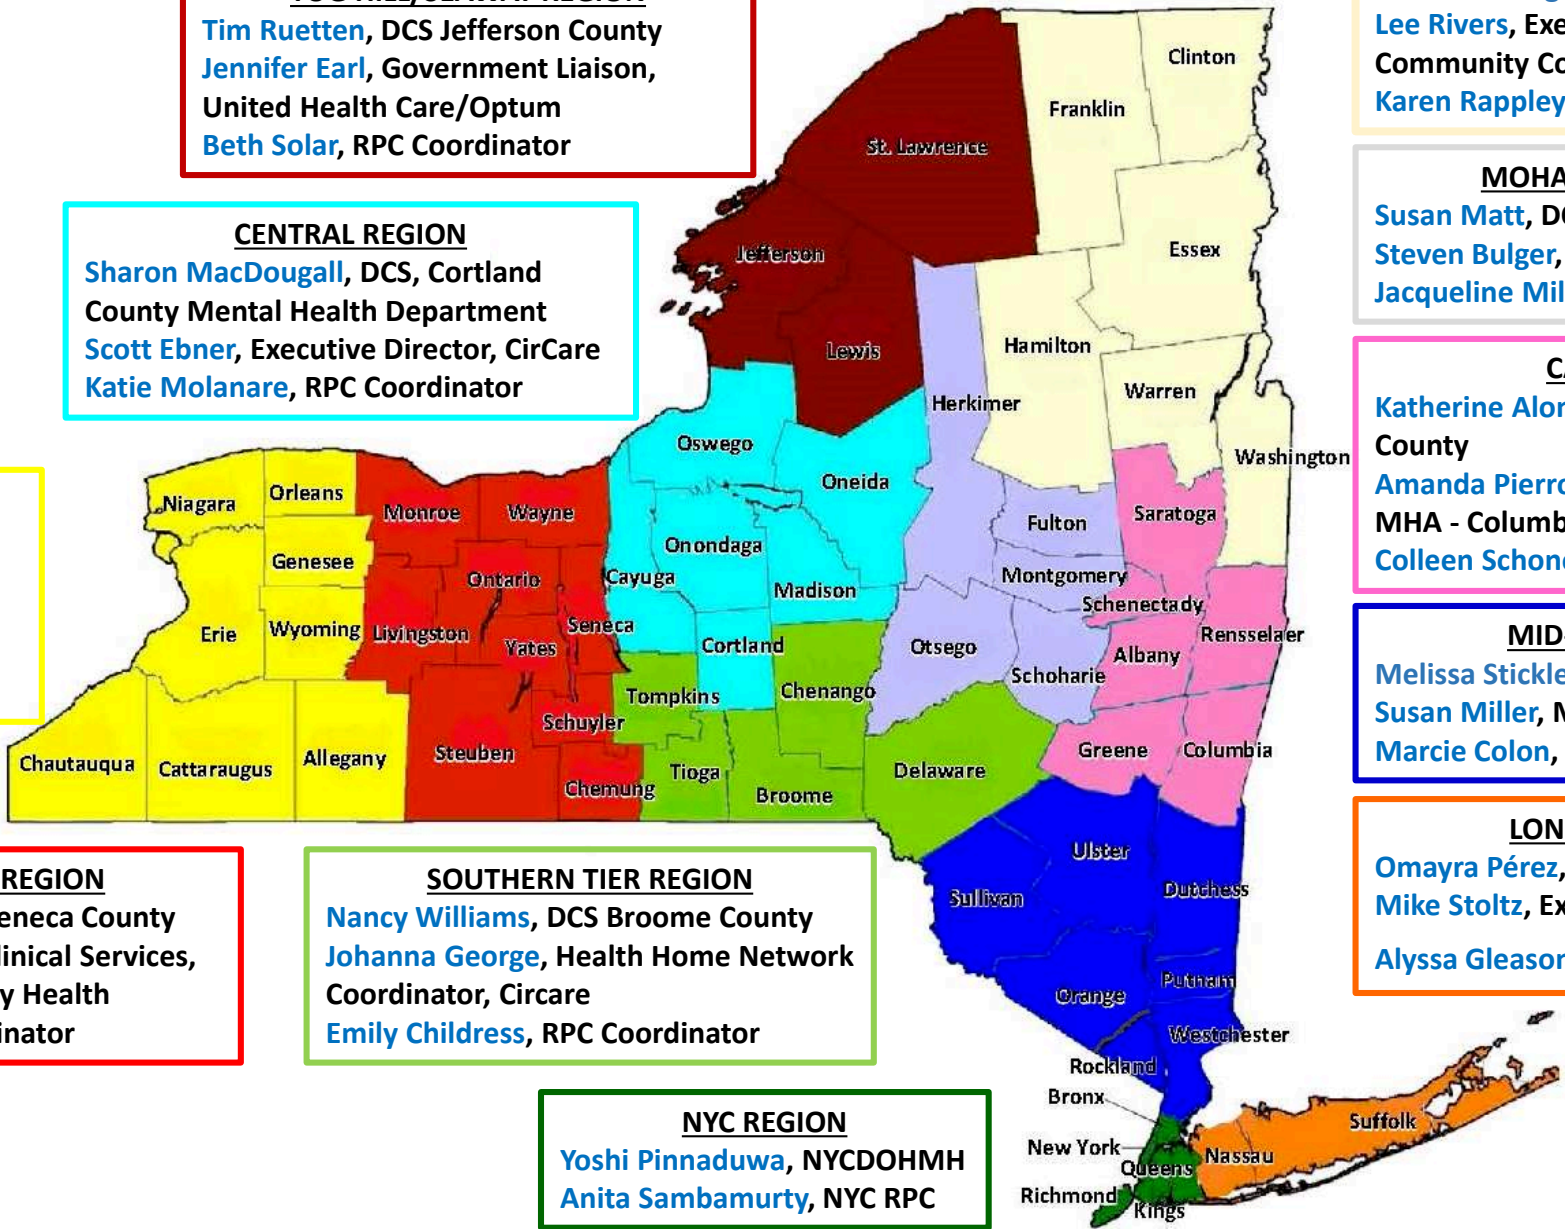 Tim Ruetten, DCS Jefferson County
Jennifer Earl, Government Liaison,
United Health Care/Optum
Beth Solar, RPC Coordinator
CENTRAL REGION
Sharon MacDougall, DCS, Cortland
County Mental Health Department
Scott Ebner, Executive Director, CirCare
Katie Molanare, RPC Coordinator
Lee Rivers, Exe
Community Co
Karen Rappley
MOHA
Susan Matt, D
Steven Bulger,
Jacqueline Mil
Katherine Alo
County
Amanda Pierr
MHA - Columb
Colleen Schon
MID
Melissa Stickle
Susan Miller,
Marcie Colon,
LON
Omayra Pérez,
Mike Stoltz, Ex
Alyssa Gleason
REGION
eneca County
linical Services,
y Health
inator
SOUTHERN TIER REGION
Nancy Williams, DCS Broome County
Johanna George, Health Home Network
Coordinator, Circare
Emily Childress, RPC Coordinator
NYC REGION
Yoshi Pinnaduwa, NYCDOHMH
Anita Sambamurty, NYC RPC
Clinton
Franklin
St. Lawrence
Essex
Jefferson
Hamilton
Lewis
Warren
Herkimer
Oswego
Washington
Oneida
Niagara
Orleans
Monroe
Wayne
Fulton
Saratoga
Onondaga
Genesee
Ontario
Cayuga
Montgomery
Madison
Schenectady
Erie
Wyoming
Livingston
Seneca
Yates
Cortland
Otsego
Rensselaer
Albany
Schoharie
Tompkins
Chenango
Schuyler
Steuben
Greene
Columbia
Chautauqua
Cattaraugus
Allegany
Tioga
Delaware
Chemung
Broome
Ulster
Sullivan
Dutchess
Putnam
Orange
Westchester
Rockland
Bronx
Suffolk
New York
Nassau
Queens
Richmond
Kings